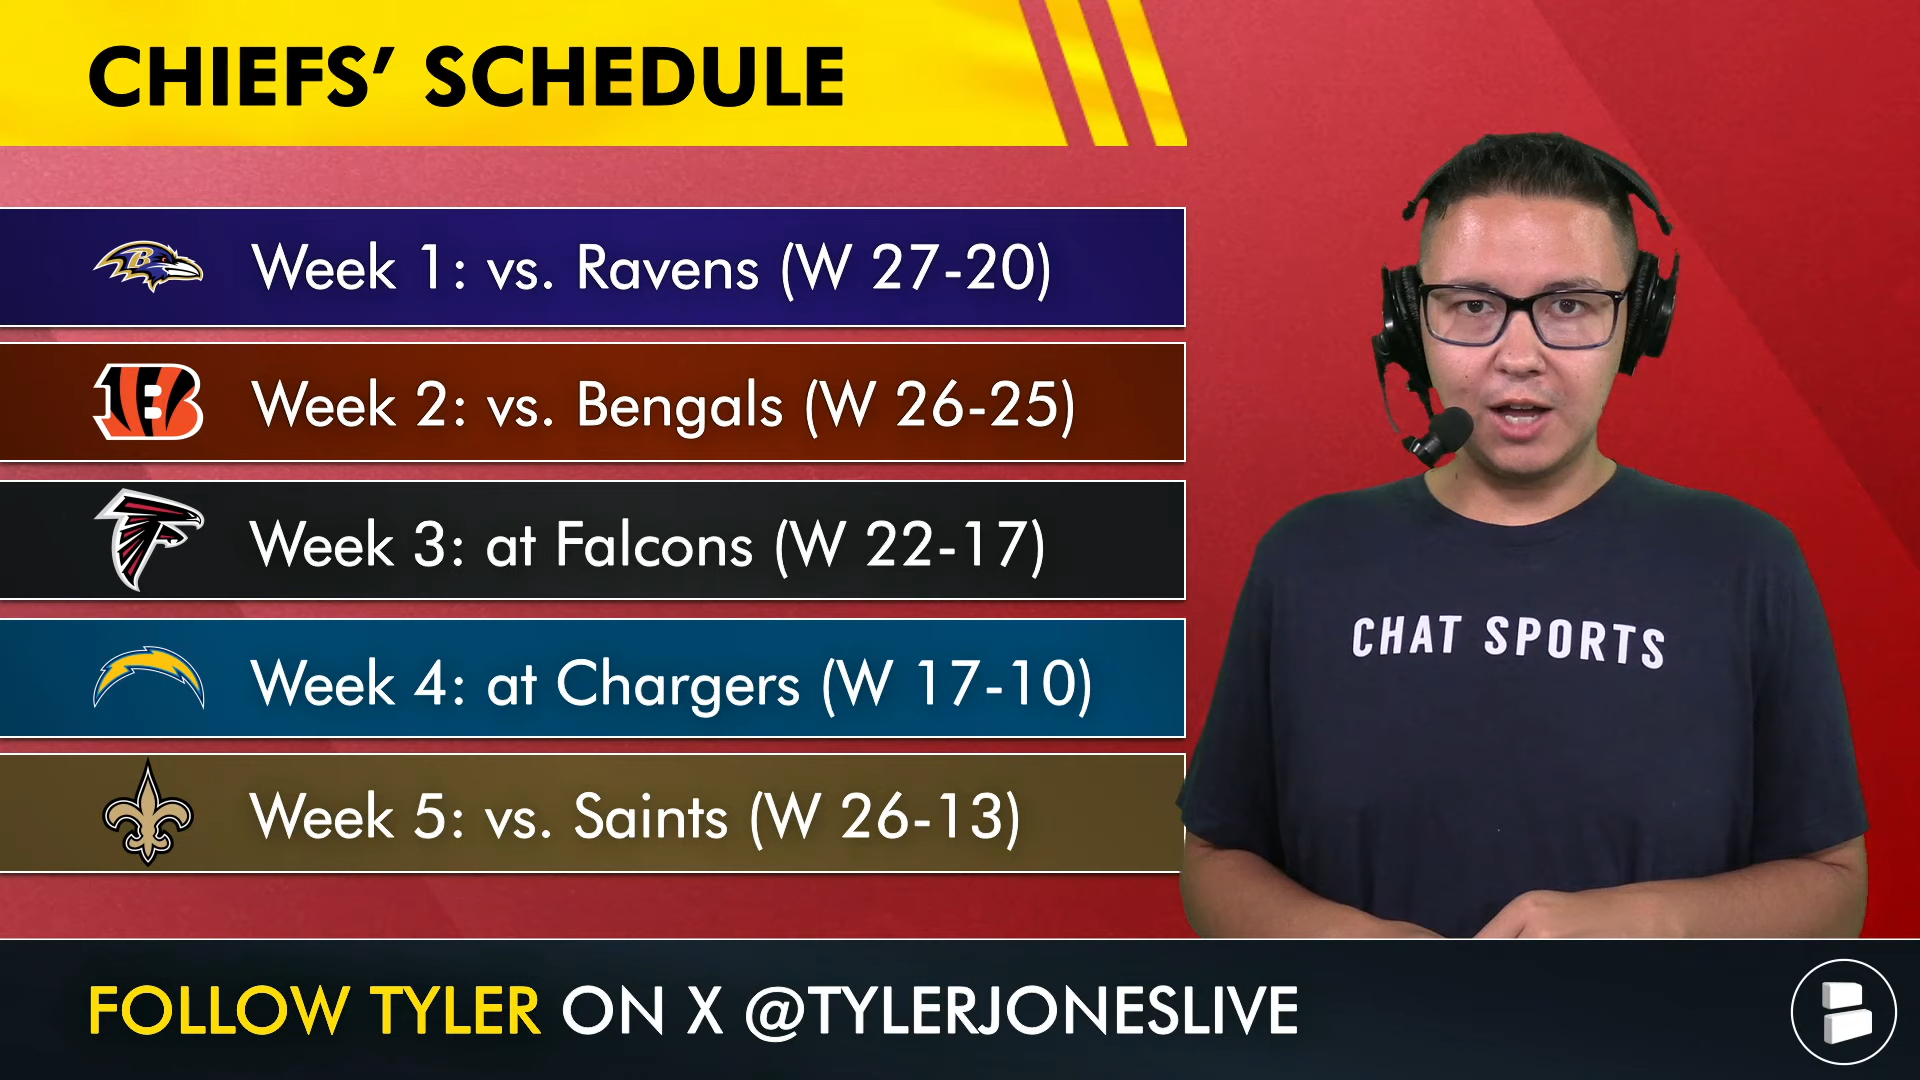 CHIEFS’ SCHEDULE
Week 1: vs. Ravens (W 27-20)
Week 2: vs. Bengals (W 26-25)
Week 3: at Falcons (W 22-17)
Week 4: at Chargers (W 17-10)
Week 5: vs. Saints (W 26-13)
CHAT SPORTS
FOLLOW TYLER ON X @TYLERJONESLIVE